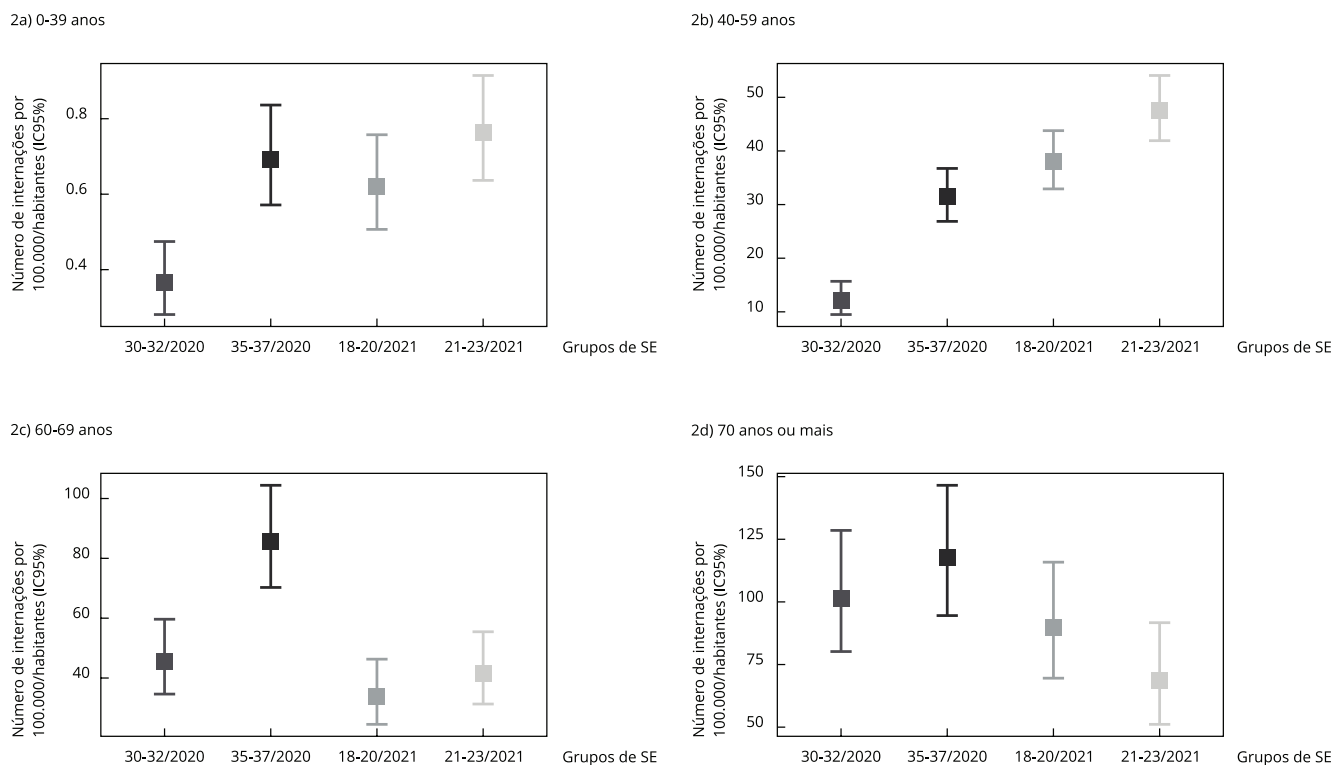 2a) 0-39 anos
Número de internações por
100.000/habitantes (IC95%)
0.8
0.6
0.4
30-32/2020 35-37/2020 18-20/2021 21-23/2021 Grupos de SE
2b) 40-59 anos
Número de internações por
100.000/habitantes (IC95%)
50
40
30
20
10
30-32/2020 35-37/2020 18-20/2021 21-23/2021 Grupos de SE
2c) 60-69 anos
Número de internações por
100.000/habitantes (IC95%)
100
80
60
40
30-32/2020 35-37/2020 18-20/2021 21-23/2021 Grupos de SE
2d) 70 anos ou mais
Número de internações por
100.000/habitantes (IC95%)
150
125
100
75
50
30-32/2020 35-37/2020 18-20/2021 21-23/2021 Grupos de SE